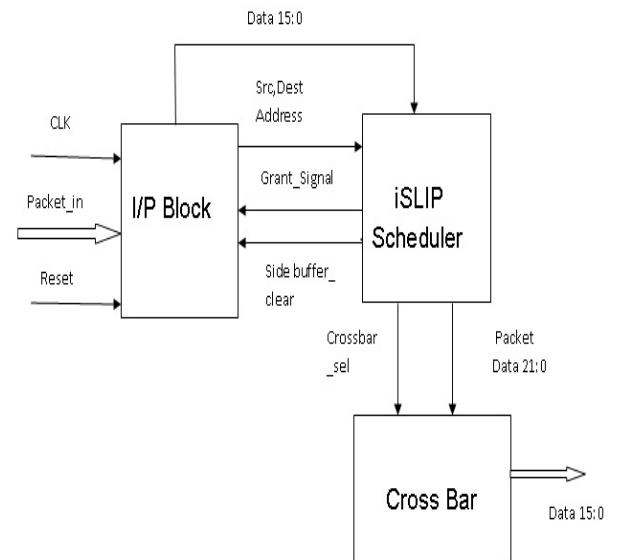 Data 15:0
Src,Dest
Address
CLK
Grant_Signal
Packet_in
I/P Block
iSLIP
Scheduler
Reset
Side buffer_
clear
Crossbar
_sel
Packet
Data 21:0
Cross Bar
Data 15:0